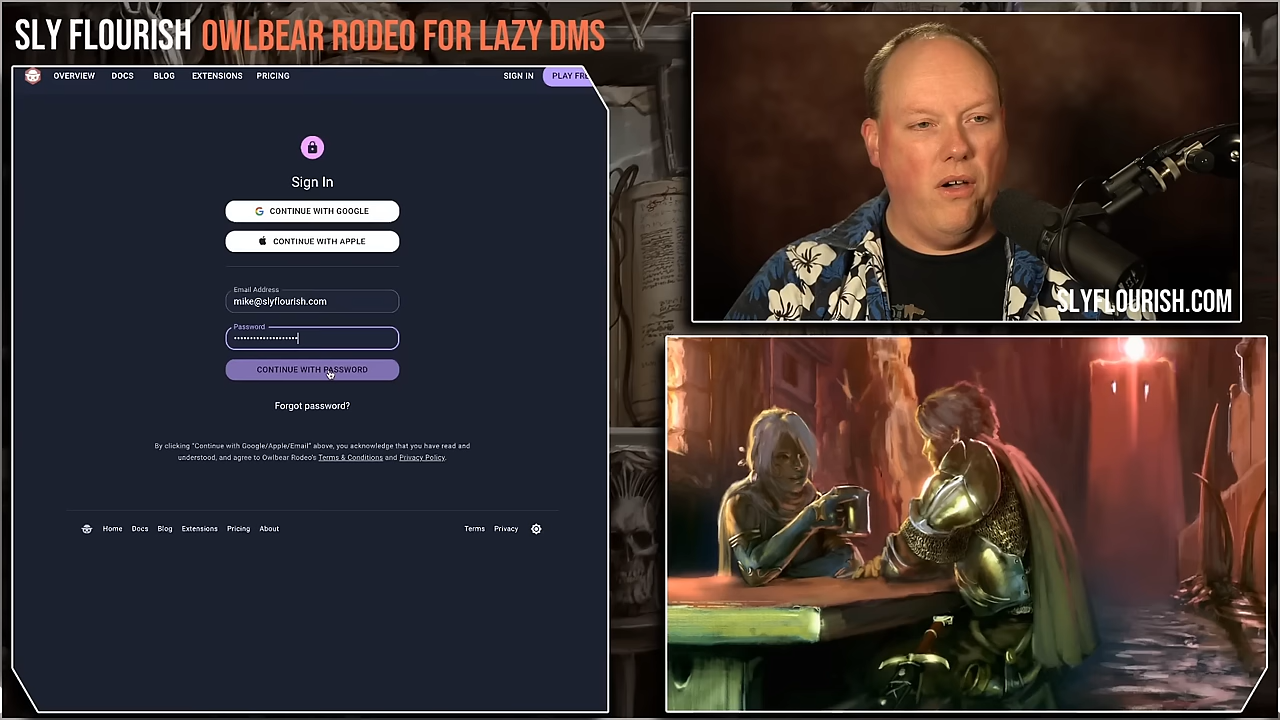 SLY FLOURISH OWLBEAR RODEO FOR LAZY DMS
OVERVIEW DOCS BLOG EXTENSIONS PRICING SIGN IN PLAY FRE
Sign In
CONTINUE WITH GOOGLE
CONTINUE WITH APPLE
Email Address
mike@slyflourish.com
Password
CONTINUE WITH PASSWORD
Forgot password?
By clicking "Continue with Google/Apple/Email" above, you acknowledge that you have read and
understood, and agree to Owlbear Rodeo's Terms & Conditions and Privacy Policy.
Home Docs Blog Extensions Pricing About Terms Privacy
SLYFLOURISH.COM